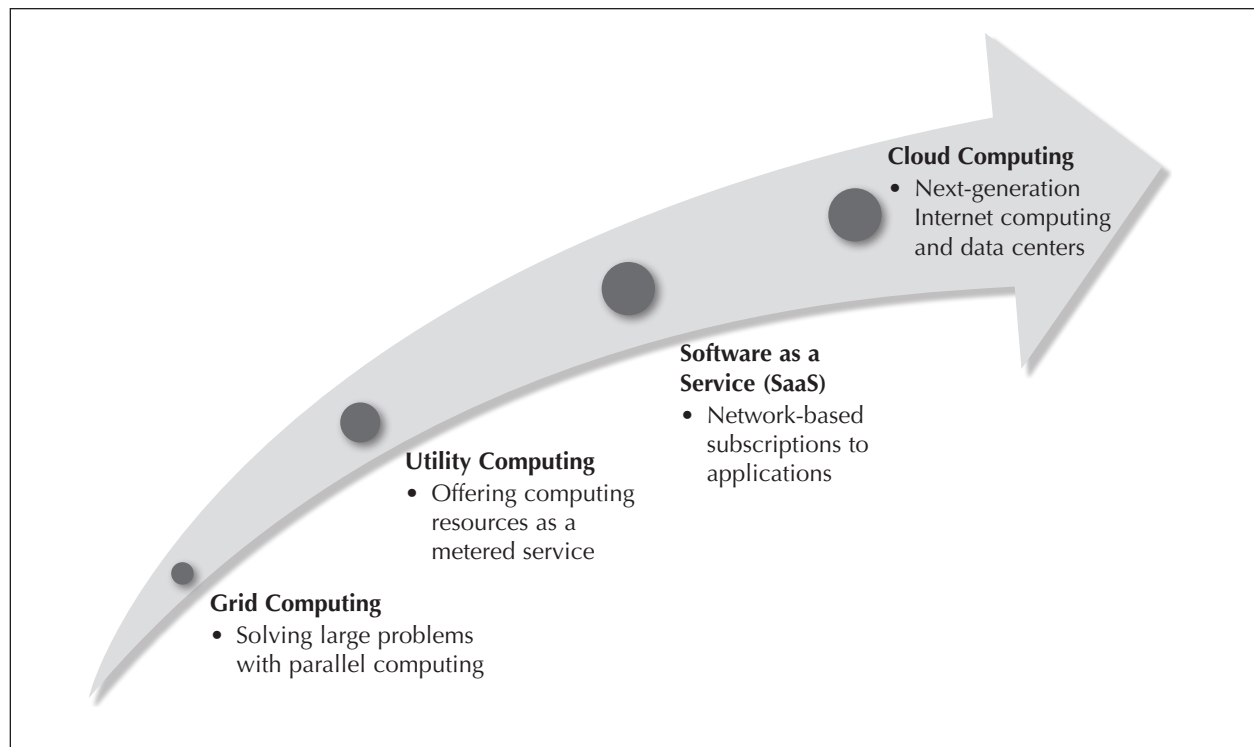 Cloud Computing
• Next-generation
Internet computing
and data centers
Software as a
Service (SaaS)
• Network-based
subscriptions to
applications
Utility Computing
• Offering computing
resources as a
metered service
Grid Computing
• Solving large problems
with parallel computing